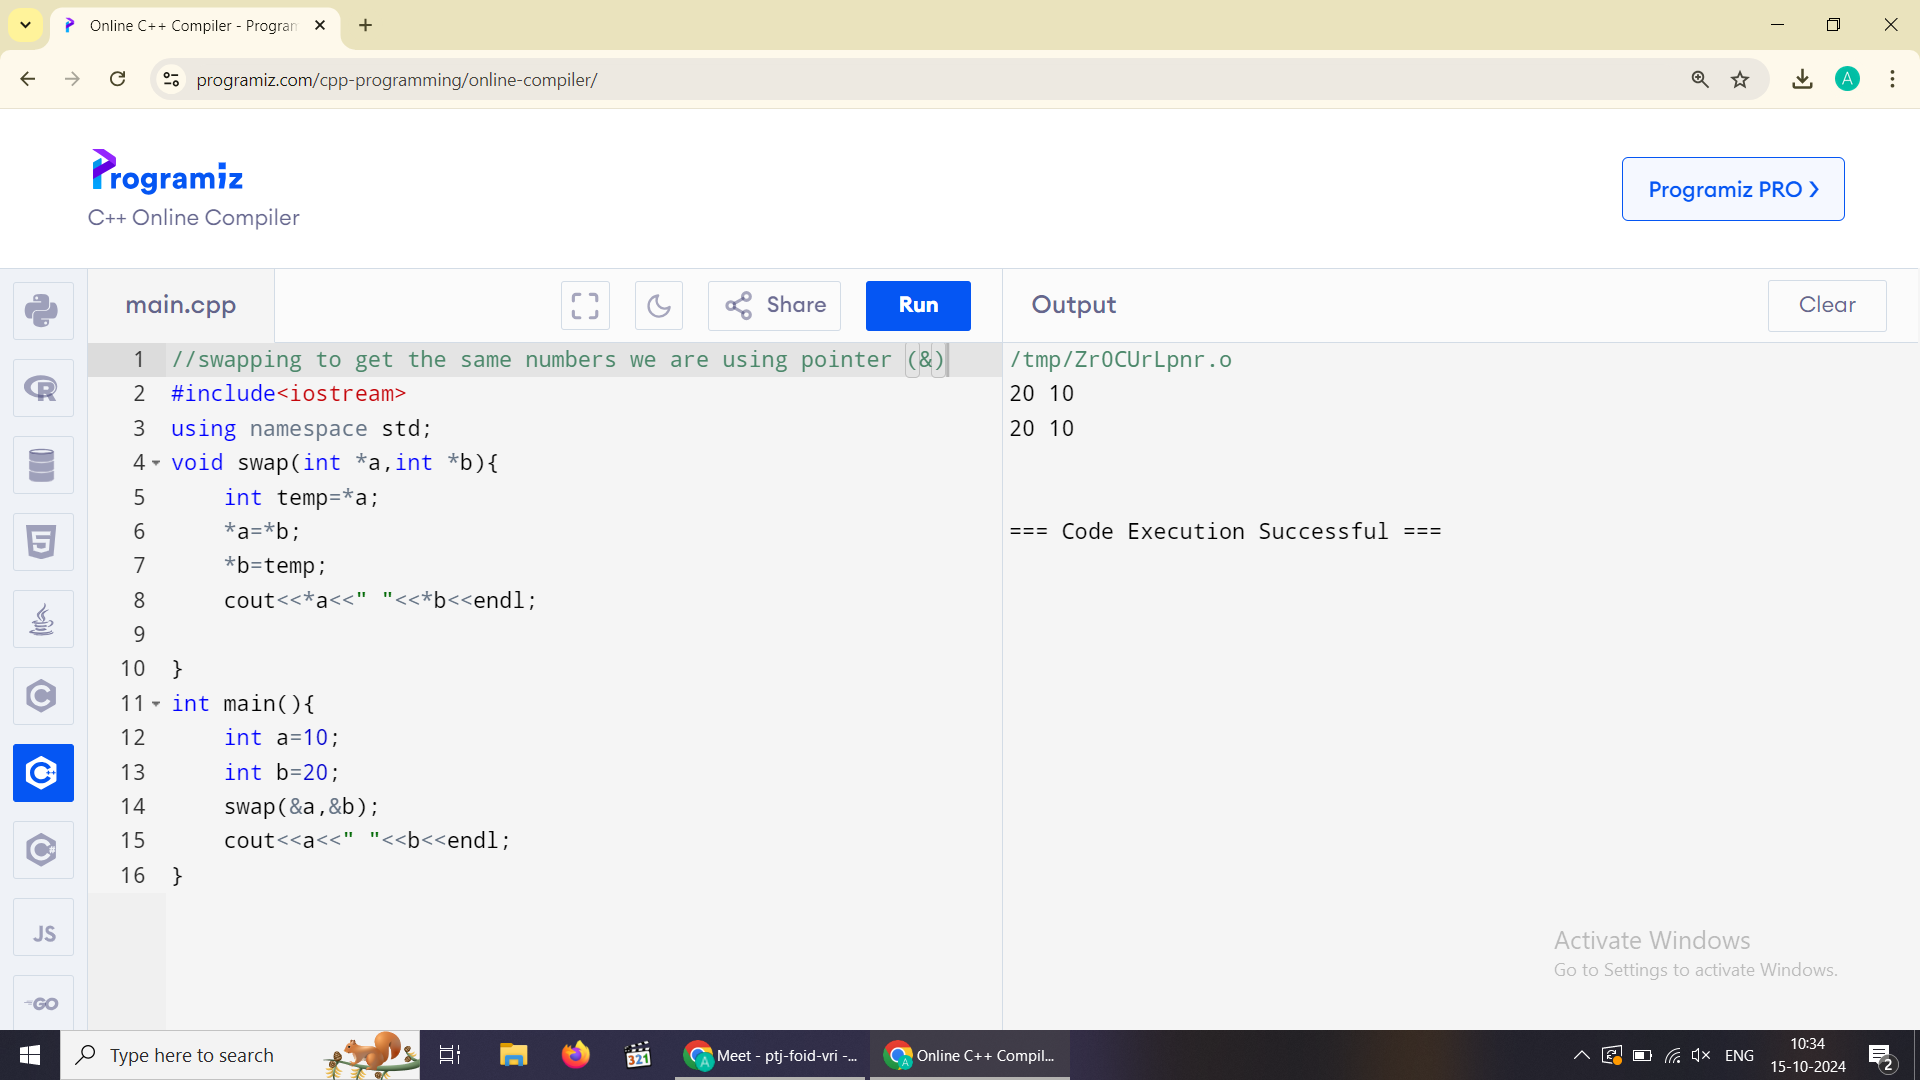 Online C++ Compiler - Program
programiz.com/cpp-programming/online-compiler/
A
Programiz
C++ Online Compiler
Programiz PRO
main.cpp
Share
Run
Output
Clear
1 //swapping to get the same numbers we are using pointer (&)
2 #include<iostream>
3 using namespace std;
4 void swap(int *a,int *b){
5 int temp=*a;
6 *a=*b;
7 *b=temp;
8 cout<<*a<<" "<<*b<<endl;
9
10 }
11 int main(){
12 int a=10;
13 int b=20;
14 swap(&a,&b);
15 cout<<a<<" "<<b<<endl;
16 }
/tmp/Zr0CUrLpnr.o
20 10
20 10
=== Code Execution Successful ===
JS
GO
Activate Windows
Go to Settings to activate Windows.
Type here to search
321
Meet - ptj-foid-vri -...
Online C++ Compil...
ENG
10:34
15-10-2024
2